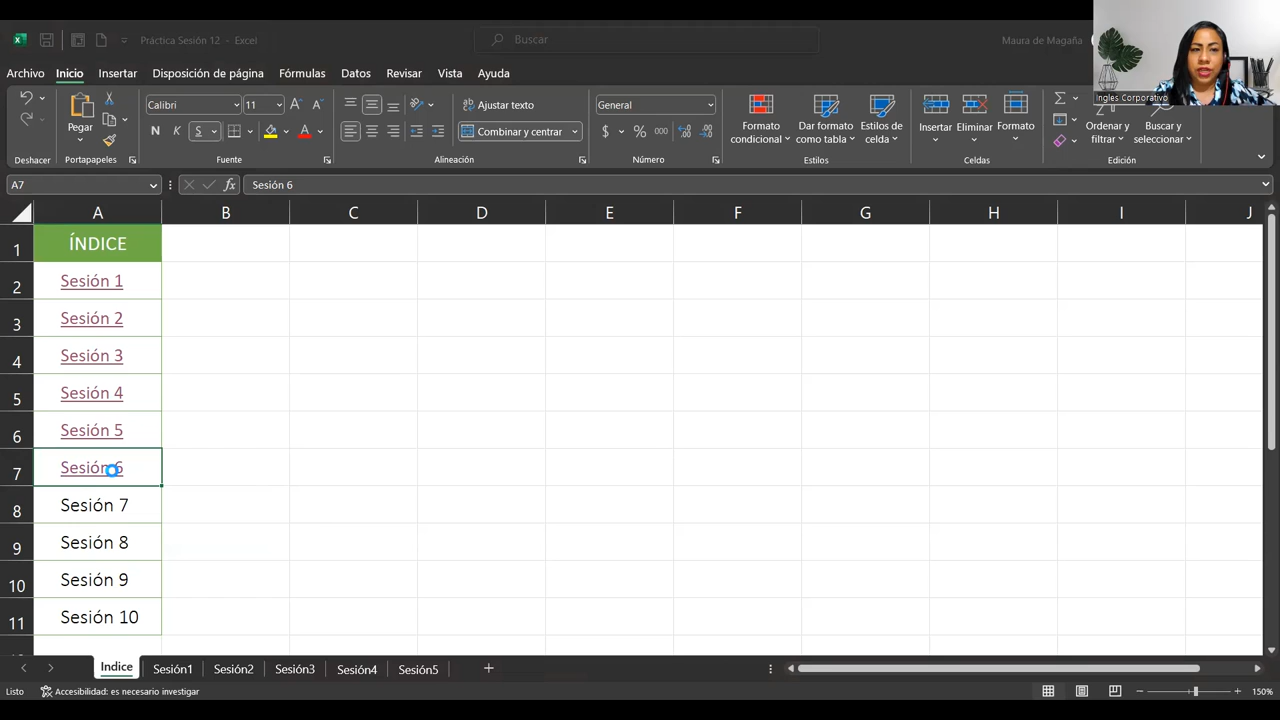 Práctica Sesión 12 - Excel
Buscar
Maura de Magaña
Ingles Corporativo
Archivo Inicio Insertar Disposición de página Fórmulas Datos Revisar Vista Ayuda
Calibri 11 Ajustar texto General
Pegar N K S Combinar y centrar $ % 000
Formato condicional Dar formato como tabla Estilos de celda Insertar Eliminar Formato Ordenar y filtrar Buscar y seleccionar
Deshacer Portapapeles Fuente Alineación Número Estilos Celdas Edición
A7 fx Sesión 6
A B C D E F G H I J
1 ÍNDICE
2 Sesión 1
3 Sesión 2
4 Sesión 3
5 Sesión 4
6 Sesión 5
7 Sesión 6
8 Sesión 7
9 Sesión 8
10 Sesión 9
11 Sesión 10
Indice Sesión1 Sesión2 Sesión3 Sesión4 Sesión5
Listo Accesibilidad: es necesario investigar 150%